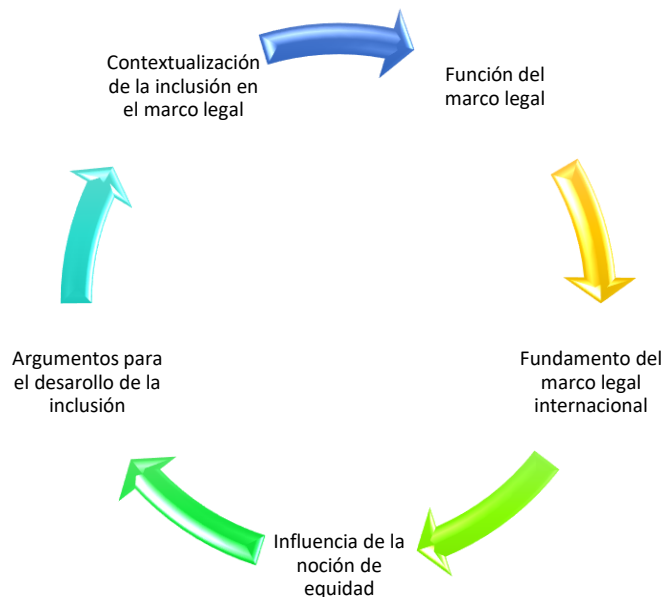 Contextualización
de la inclusión en
el marco legal
Función del
marco legal
Fundamento del
marco legal
internacional
Influencia de la
noción de
equidad
Argumentos para
el desarollo de la
inclusión